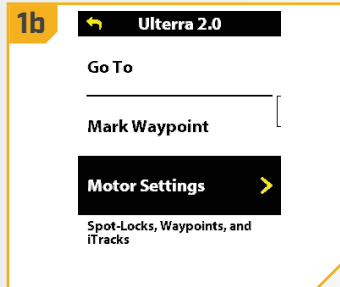 1b
Ulterra 2.0
Go To
Mark Waypoint
Motor Settings
Spot-Locks, Waypoints, and
iTracks